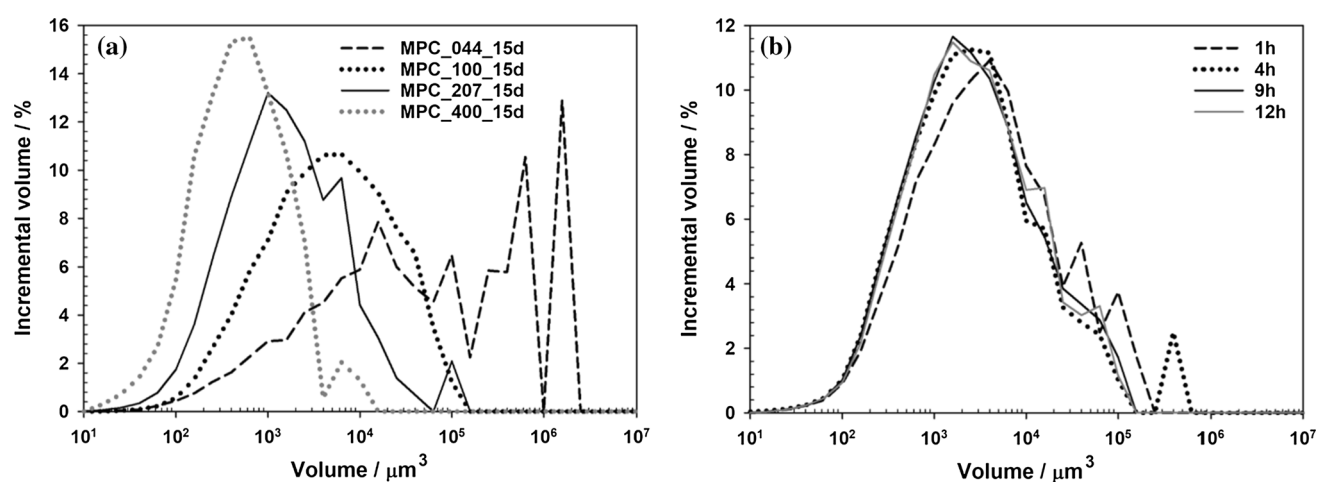 (a)
MPC_044_15d
MPC_100_15d
MPC_207_15d
MPC_400_15d
Incremental volume / %
16
14
12
10
8
6
4
2
0
10¹ 10² 10³ 10⁴ 10⁵ 10⁶ 10⁷
Volume / μm³
(b)
1h
4h
9h
12h
Incremental volume / %
12
10
8
6
4
2
0
10¹ 10² 10³ 10⁴ 10⁵ 10⁶ 10⁷
Volume / μm³